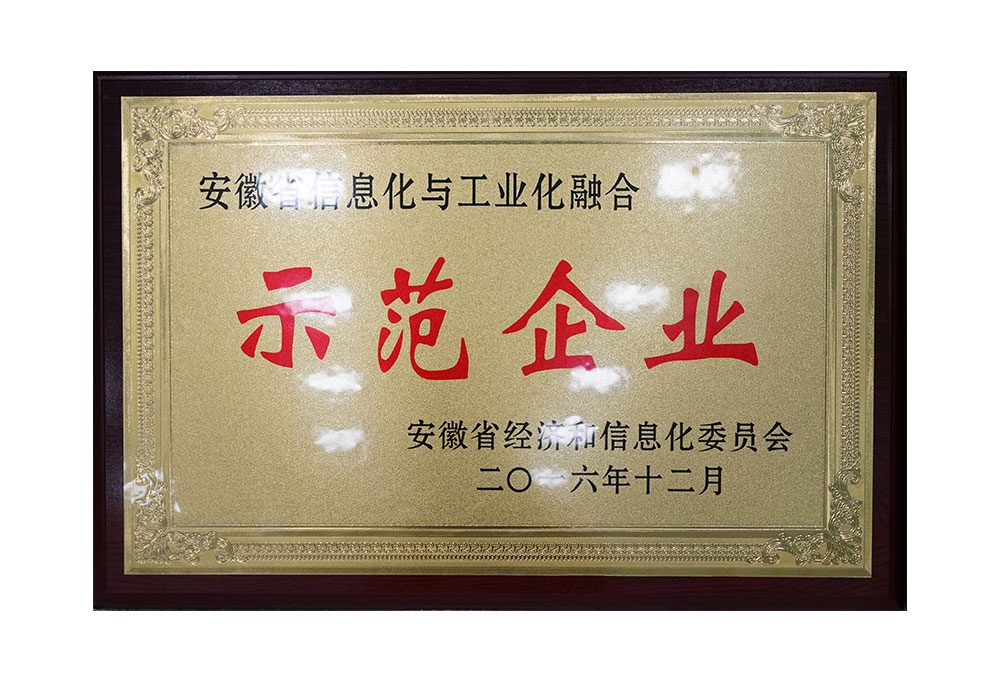 安徽省信息化与工业化融合
示范企业
安徽省经济和信息化委员会
二〇一六年十二月